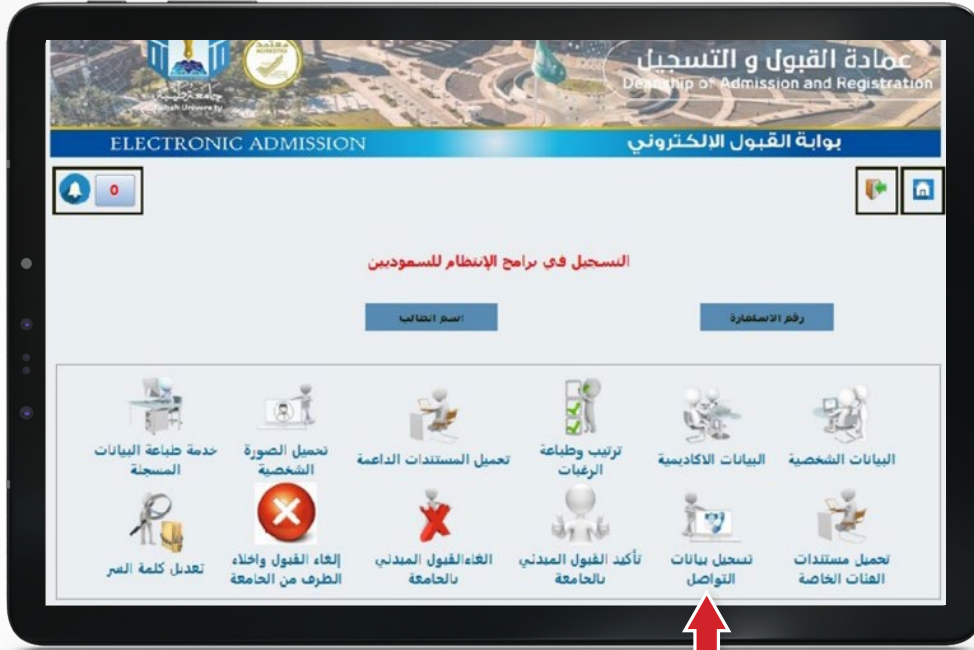 عمادة القبول و التسجيل
Deanship of Admission and Registration
ELECTRONIC ADMISSION
بوابة القبول الإلكتروني
0
التسجيل في برامج الإنتظام للسعوديين
رقم الاستمارة
اسم الطالب
البيانات الشخصية
البيانات الاكاديمية
ترتيب وطباعة
الرغبات
تحميل المستندات الداعمة
تحميل الصورة
الشخصية
خدمة طباعة البيانات
المسجلة
تحميل مستندات
الفئات الخاصة
تسجيل بيانات
التواصل
تأكيد القبول المبدئي
بالجامعة
الغاءالقبول المبدئي
بالجامعة
إلغاء القبول واخلاء
الطرف من الجامعة
تعديل كلمة السر